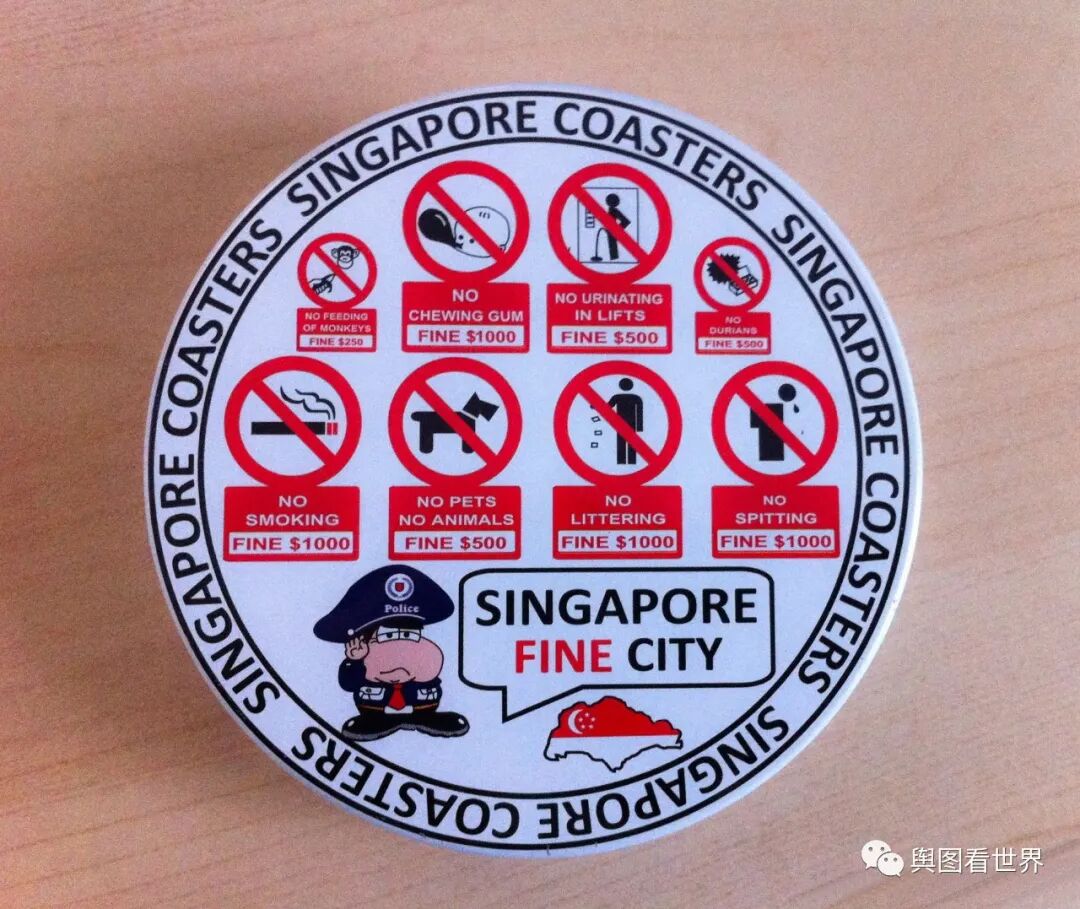 SINGAPORE COASTERS SINGAPORE COASTERS SINGAPORE COASTERS SINGAPORE COASTERS
NO FEEDING
OF MONKEYS
FINE $250
NO
CHEWING GUM
FINE $1000
NO URINATING
IN LIFTS
FINE $500
NO
DURIANS
FINE $500
NO
SMOKING
FINE $1000
NO PETS
NO ANIMALS
FINE $500
NO
LITTERING
FINE $1000
NO
SPITTING
FINE $1000
Police
SINGAPORE
FINE CITY
舆图看世界